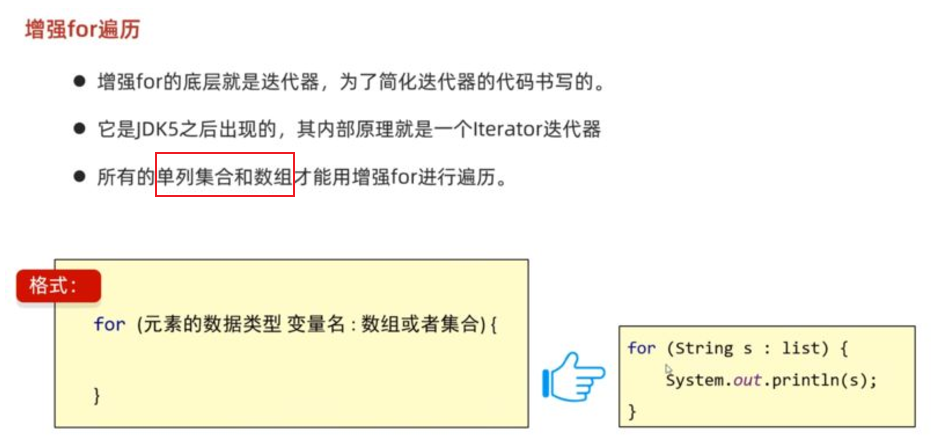 增强for遍历
● 增强for的底层就是迭代器，为了简化迭代器的代码书写的。
● 它是JDK5之后出现的，其内部原理就是一个Iterator迭代器
● 所有的单列集合和数组才能用增强for进行遍历。
格式：
for (元素的数据类型 变量名 : 数组或者集合) {
}
for (String s : list) {
System.out.println(s);
}